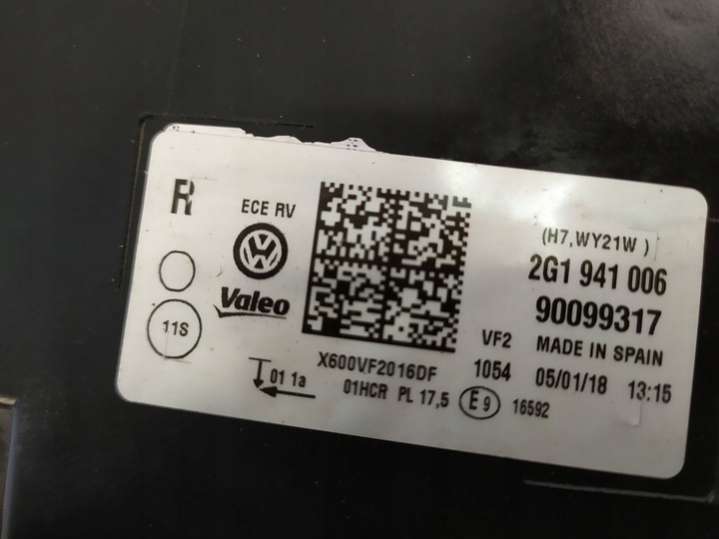 R
ECE RV
(H7,WY21W )
2G1 941 006
90099317
VW
Valeo
11S
VF2
MADE IN SPAIN
X600VF2016DF
1054 05/01/18 13:15
01 1a
01HCR PL 17,5
E9 16592